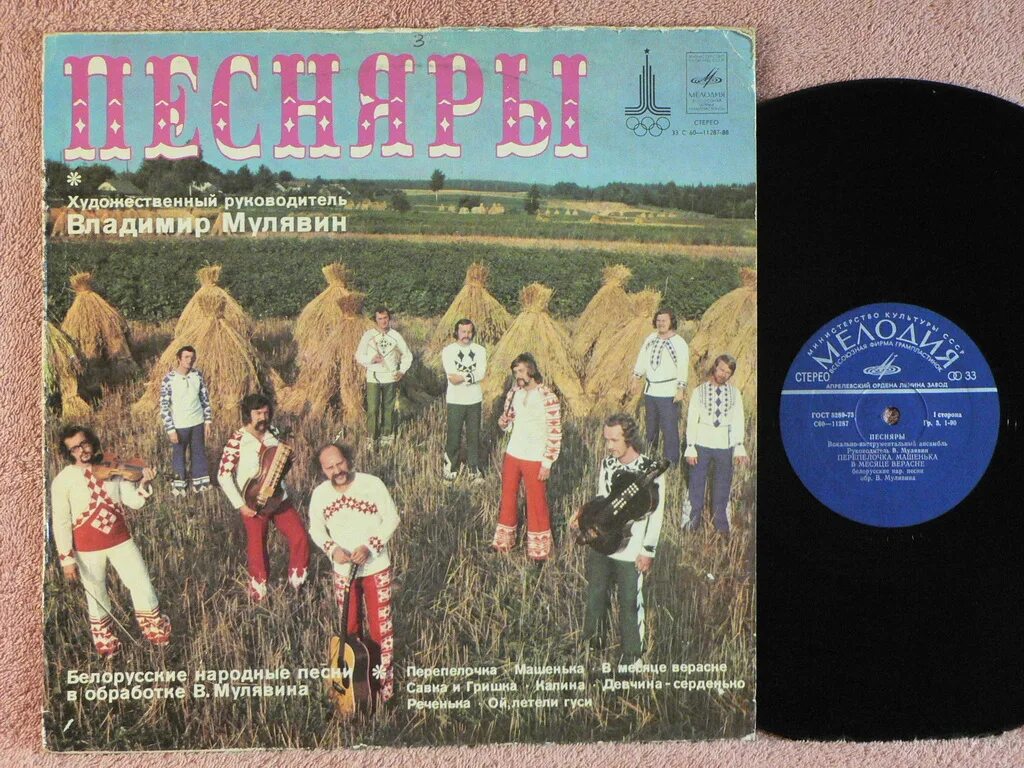 3
ПЕСНЯРЫ
МЕЛОДИЯ
СТЕРЕО
33 С 60—11287-88
Художественный руководитель
Владимир Мулявин
Белорусские народные песни
в обработке В. Мулявина
Перепелочка · Машенька · В месяце верасне
Савка и Гришка · Калина · Девчина-серденько
Реченька · Ой, летели гуси
МИНИСТЕРСТВО КУЛЬТУРЫ СССР
МЕЛОДИЯ
ВСЕСОЮЗНАЯ ФИРМА ГРАМПЛАСТИНОК
СТЕРЕО
33
АПРЕЛЕВСКИЙ ОРДЕНА ЛЕНИНА ЗАВОД
ГОСТ 5289-73
1 сторона
С60—11287
Гр. 3, 1-90
ПЕСНЯРЫ
Вокально-инструментальный ансамбль
Руководитель В. Мулявин
ПЕРЕПЕЛОЧКА, МАШЕНЬКА
В МЕСЯЦЕ ВЕРАСНЕ
белорусские нар. песни
обр. В. Мулявина